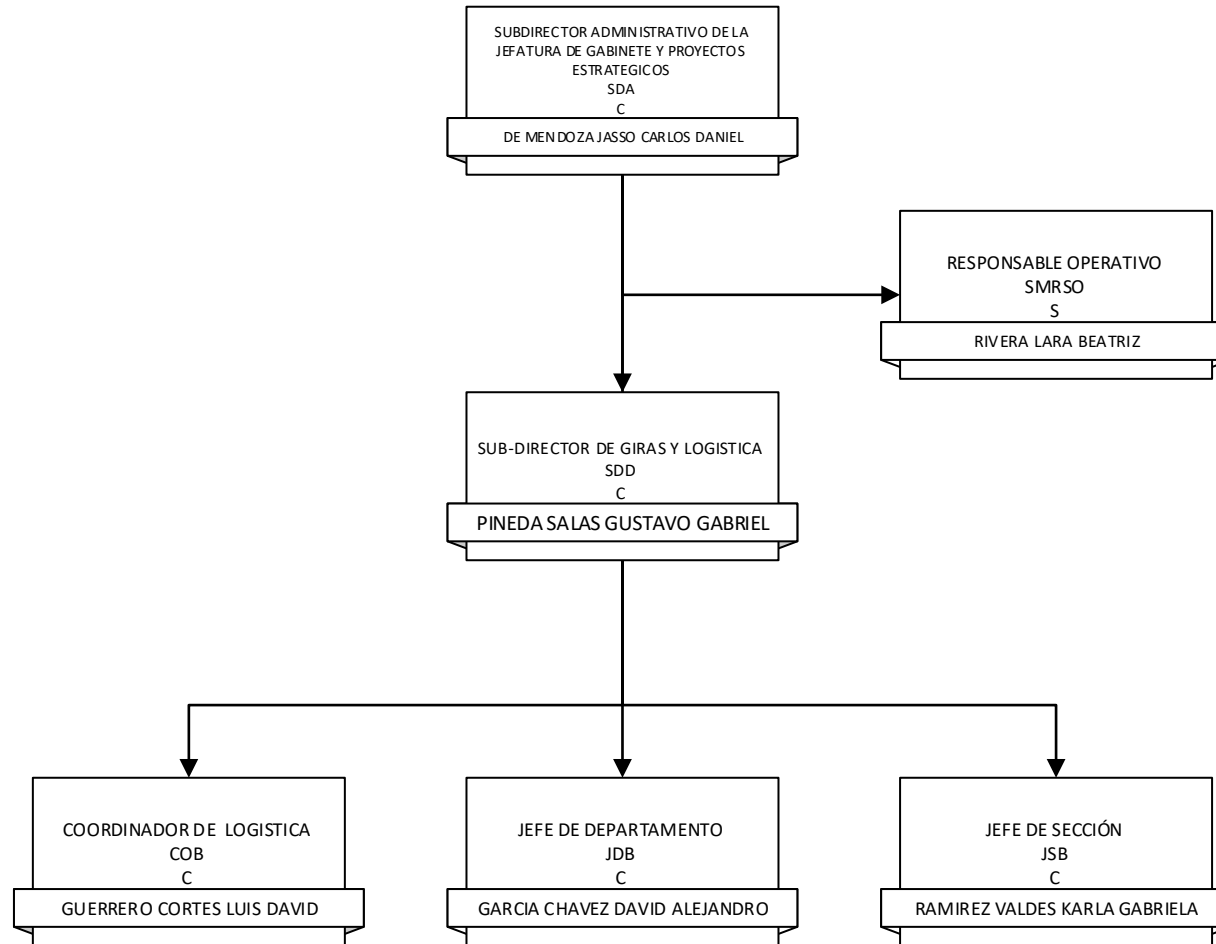 SUBDIRECTOR ADMINISTRATIVO DE LA
JEFATURA DE GABINETE Y PROYECTOS
ESTRATEGICOS
SDA
C
DE MENDOZA JASSO CARLOS DANIEL
RESPONSABLE OPERATIVO
SMRSO
S
RIVERA LARA BEATRIZ
SUB-DIRECTOR DE GIRAS Y LOGISTICA
SDD
C
PINEDA SALAS GUSTAVO GABRIEL
COORDINADOR DE LOGISTICA
COB
C
GUERRERO CORTES LUIS DAVID
JEFE DE DEPARTAMENTO
JDB
C
GARCIA CHAVEZ DAVID ALEJANDRO
JEFE DE SECCIÓN
JSB
C
RAMIREZ VALDES KARLA GABRIELA